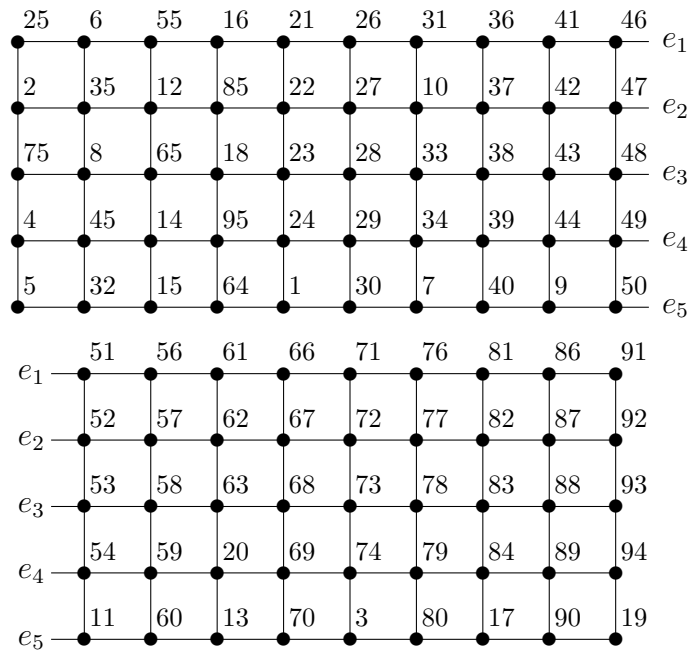 25 6 55 16 21 26 31 36 41 46 e₁
2 35 12 85 22 27 10 37 42 47 e₂
75 8 65 18 23 28 33 38 43 48 e₃
4 45 14 95 24 29 34 39 44 49 e₄
5 32 15 64 1 30 7 40 9 50 e₅
e₁ 51 56 61 66 71 76 81 86 91
e₂ 52 57 62 67 72 77 82 87 92
e₃ 53 58 63 68 73 78 83 88 93
e₄ 54 59 20 69 74 79 84 89 94
e₅ 11 60 13 70 3 80 17 90 19